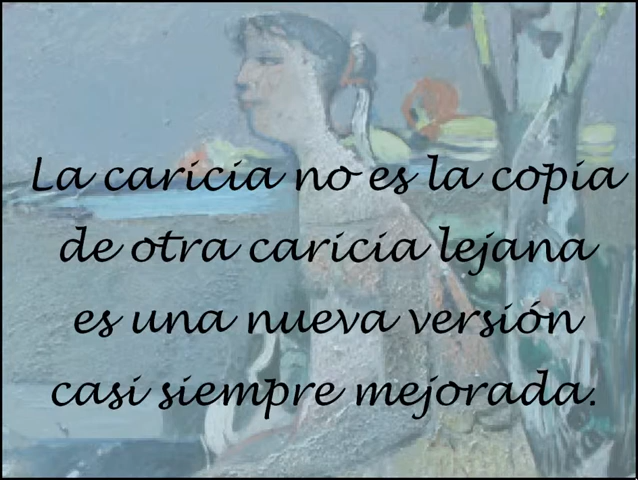 La caricia no es la copia
de otra caricia lejana
es una nueva versión
casi siempre mejorada.